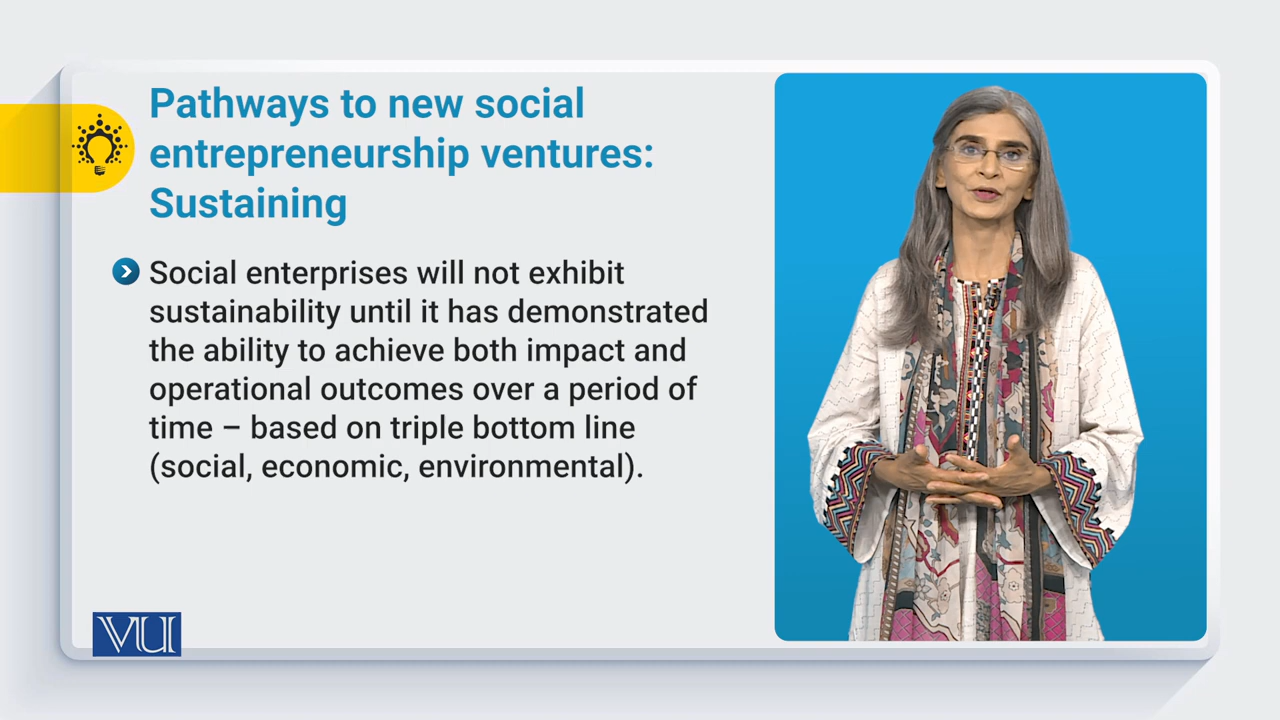 Pathways to new social
entrepreneurship ventures:
Sustaining
Social enterprises will not exhibit
sustainability until it has demonstrated
the ability to achieve both impact and
operational outcomes over a period of
time – based on triple bottom line
(social, economic, environmental).
VU